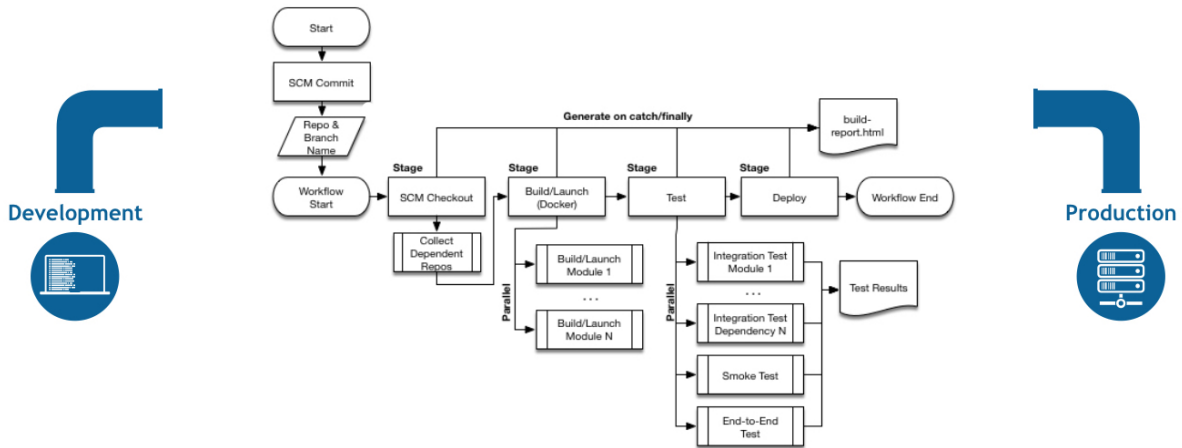 Start
SCM Commit
Repo &
Branch
Name
Generate on catch/finally
build-
report.html
Stage
Stage
Stage
Stage
Workflow
Start
SCM Checkout
Build/Launch
(Docker)
Test
Deploy
Workflow End
Development
Production
Collect
Dependent
Repos
Parallel
Build/Launch
Module 1
...
Build/Launch
Module N
Parallel
Integration Test
Module 1
...
Integration Test
Dependency N
Smoke Test
End-to-End
Test
Test Results